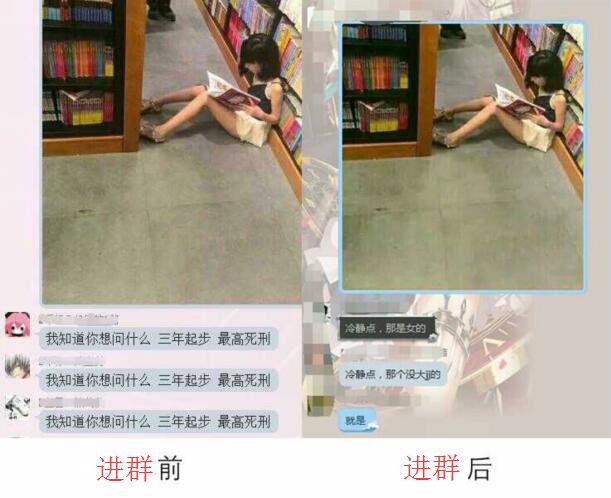 我知道你想问什么 三年起步 最高死刑
我知道你想问什么 三年起步 最高死刑
我知道你想问什么 三年起步 最高死刑
冷静点，那是女的
冷静点，那个没大jj的
就是
进群前
进群后